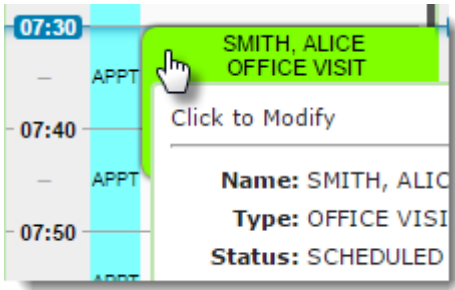 07:30
SMITH, ALICE
OFFICE VISIT
APPT
Click to Modify
07:40
APPT
Name: SMITH, ALIC
Type: OFFICE VISI
07:50
Status: SCHEDULED
APPT